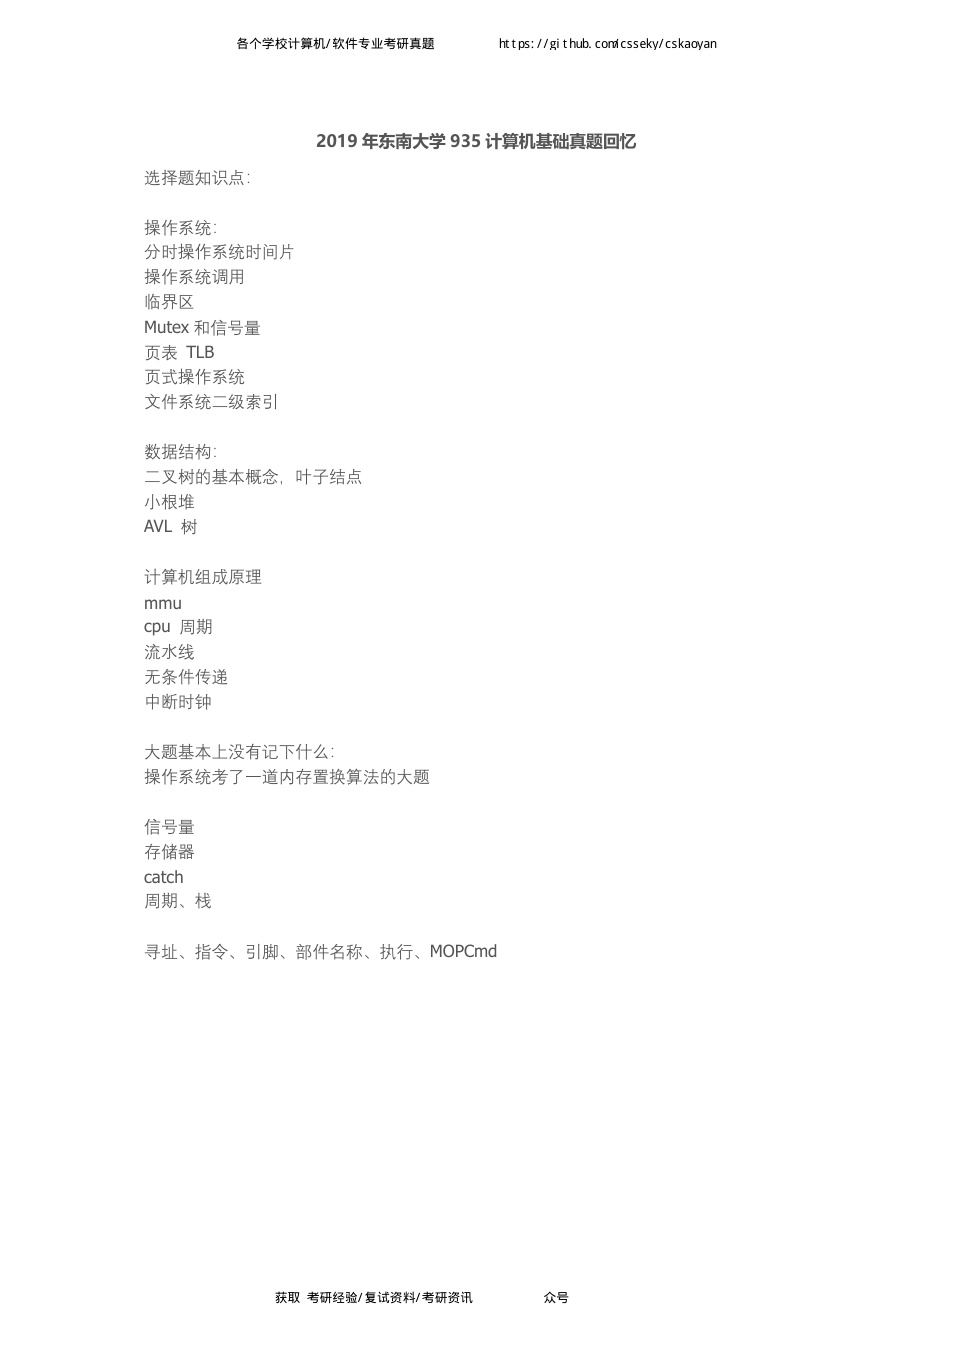 各个学校计算机/软件专业考研真题 https://github.com/csseky/cskaoyan
2019 年东南大学 935 计算机基础真题回忆
选择题知识点：
操作系统：
分时操作系统时间片
操作系统调用
临界区
Mutex 和信号量
页表 TLB
页式操作系统
文件系统二级索引
数据结构：
二叉树的基本概念，叶子结点
小根堆
AVL 树
计算机组成原理
mmu
cpu 周期
流水线
无条件传递
中断时钟
大题基本上没有记下什么：
操作系统考了一道内存置换算法的大题
信号量
存储器
catch
周期、栈
寻址、指令、引脚、部件名称、执行、MOPCmd
获取 考研经验/复试资料/考研资讯 众号